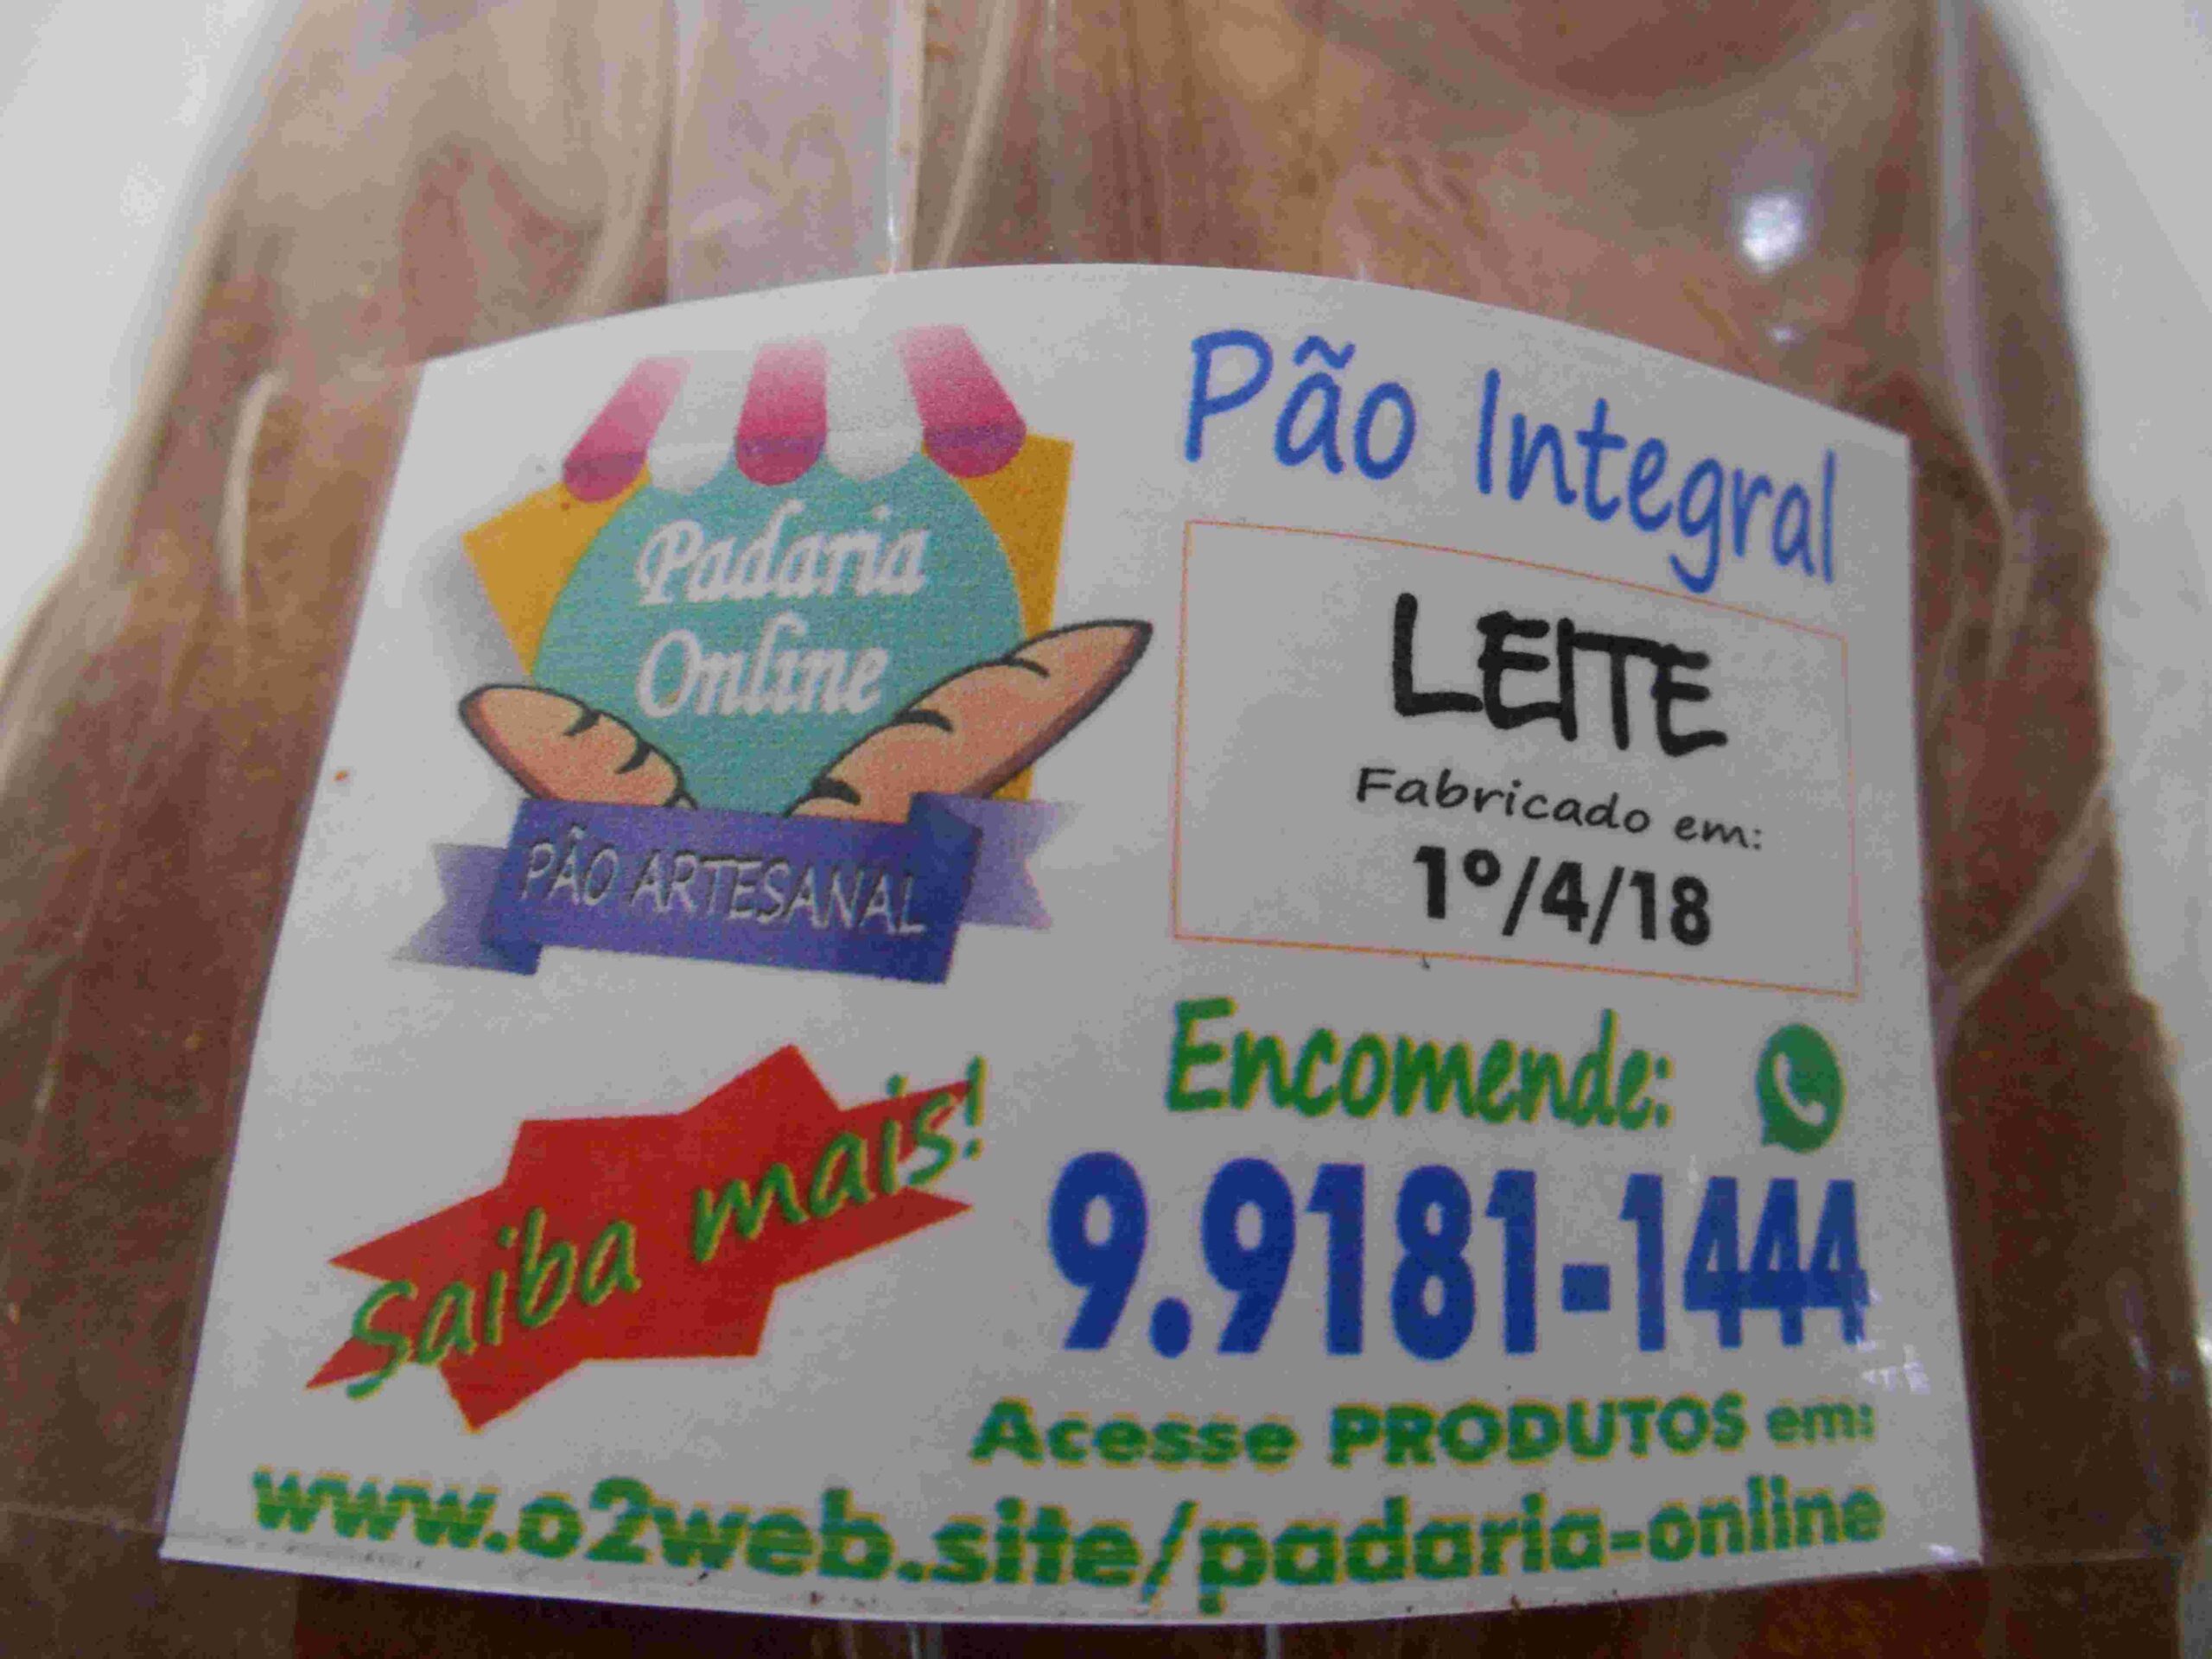 Padaria
Online
PÃO ARTESANAL
Pão Integral
LEITE
Fabricado em:
1º/4/18
Saiba mais!
Encomende:
9.9181-1444
Acesse PRODUTOS em:
www.o2web.site/padaria-online